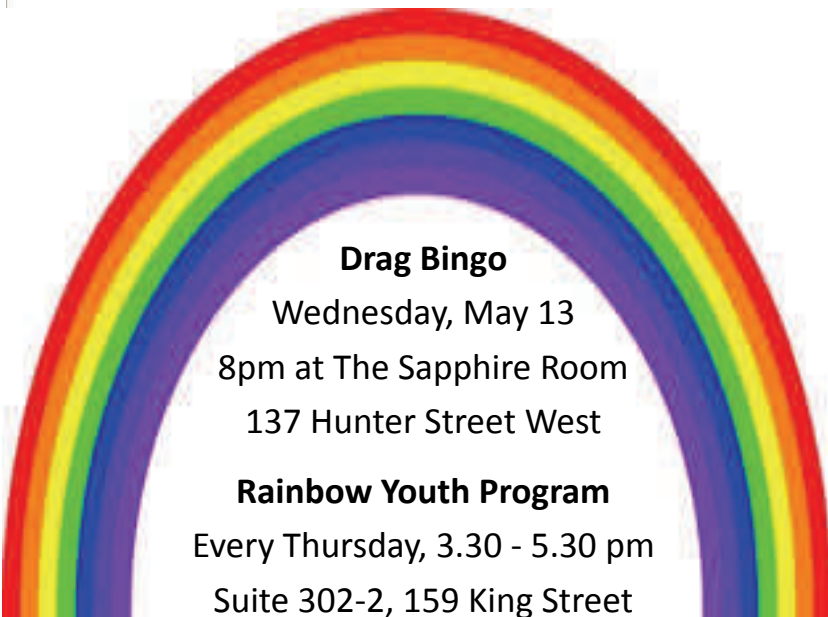 Drag Bingo
Wednesday, May 13
8pm at The Sapphire Room
137 Hunter Street West
Rainbow Youth Program
Every Thursday, 3.30 - 5.30 pm
Suite 302-2, 159 King Street